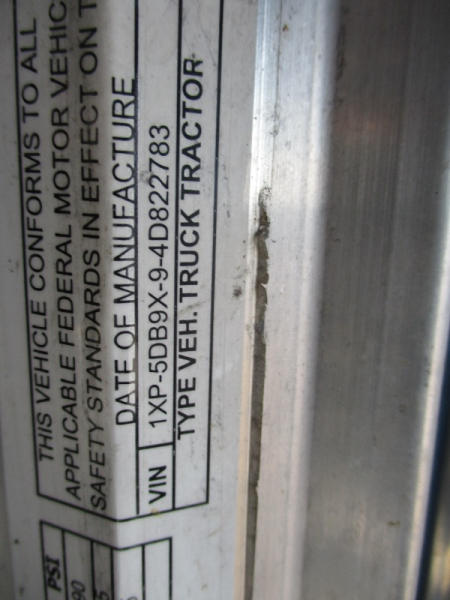 THIS VEHICLE CONFORMS TO ALL
APPLICABLE FEDERAL MOTOR
SAFETY STANDARDS IN EFFECT ON
DATE OF MANUFACTURE
VIN 1XP-5DB9X-9-4D822783
TYPE VEH. TRUCK TRACTOR
PSI
90